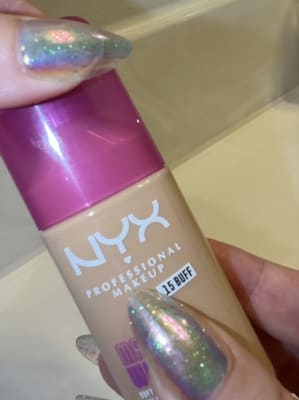 NYX
PROFESSIONAL
MAKEUP
15 BUFF